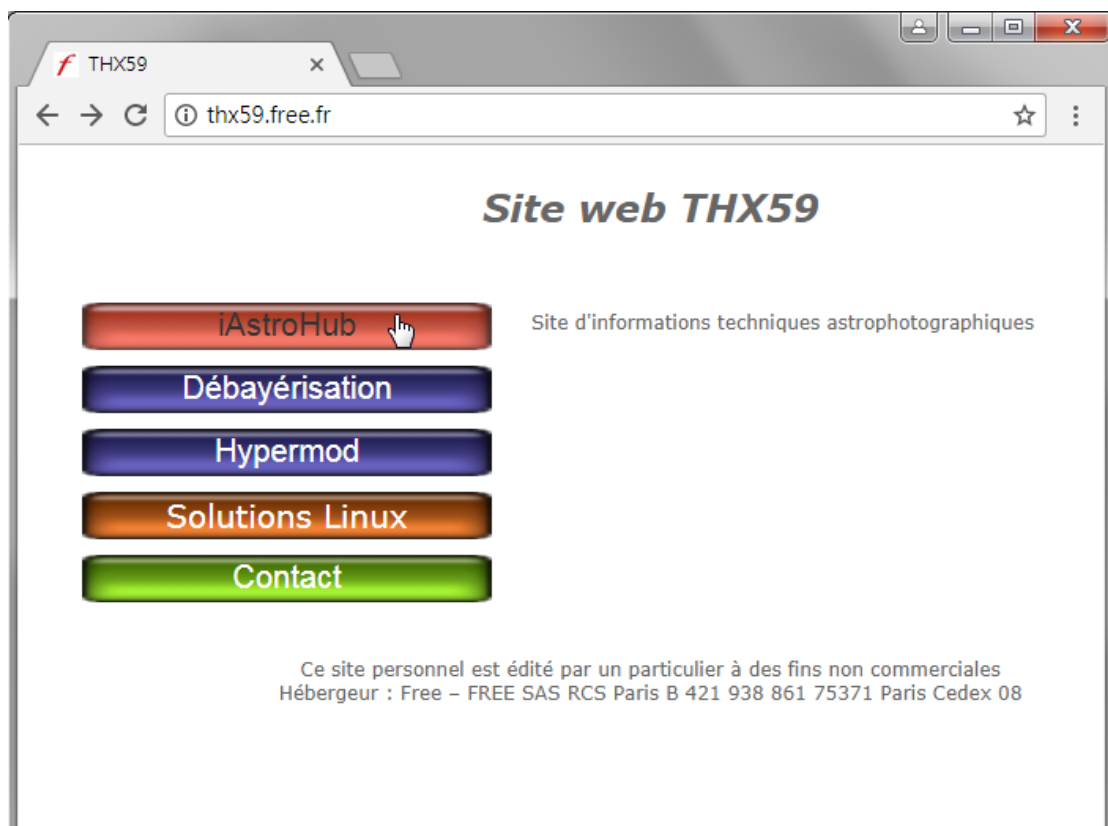 THX59
thx59.free.fr
Site web THX59
iAstroHub
Site d'informations techniques astrophotographiques
Débayérisation
Hypermod
Solutions Linux
Contact
Ce site personnel est édité par un particulier à des fins non commerciales
Hébergeur : Free – FREE SAS RCS Paris B 421 938 861 75371 Paris Cedex 08